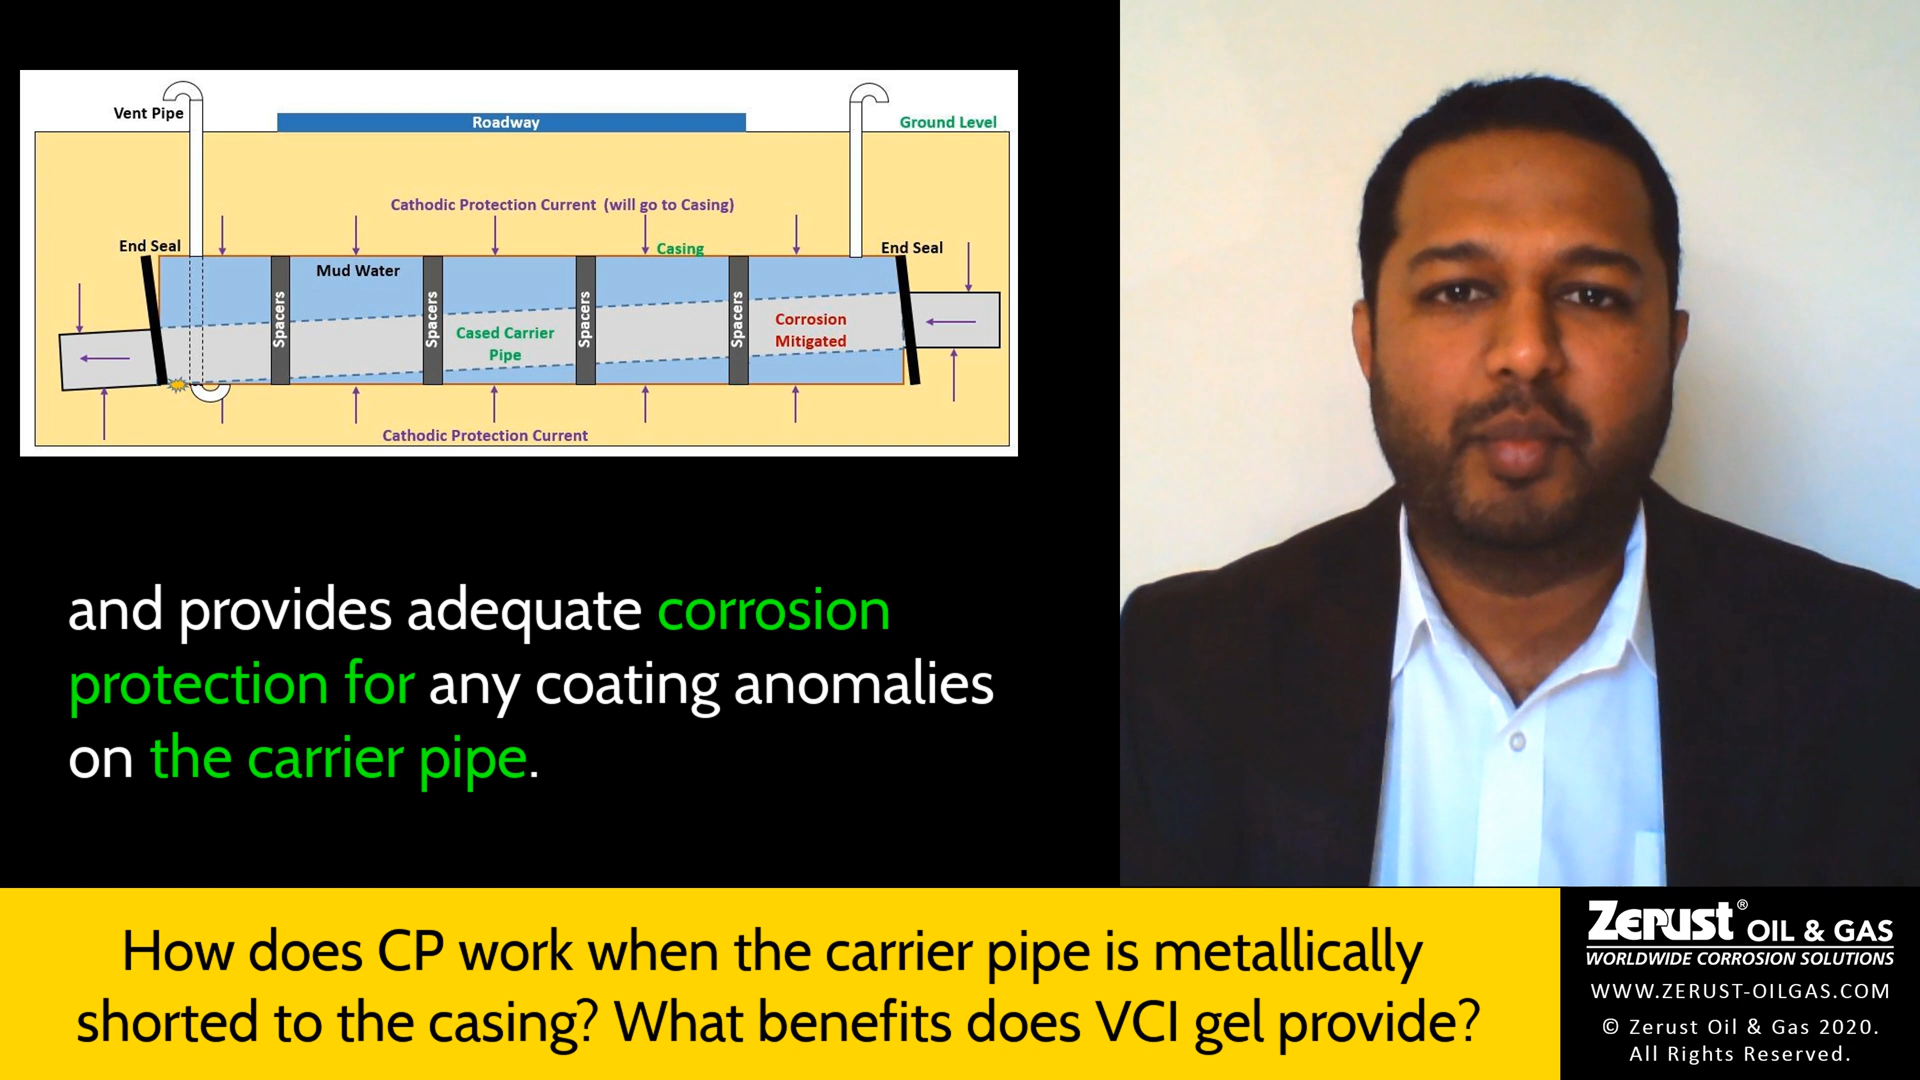 Vent Pipe
Roadway
Ground Level
Cathodic Protection Current (will go to Casing)
End Seal
Casing
End Seal
Mud Water
Spacers
Spacers
Spacers
Spacers
Cased Carrier
Pipe
Corrosion
Mitigated
Cathodic Protection Current
and provides adequate corrosion
protection for any coating anomalies
on the carrier pipe.
How does CP work when the carrier pipe is metallically
shorted to the casing? What benefits does VCI gel provide?
Zerust® OIL & GAS
WORLDWIDE CORROSION SOLUTIONS
WWW.ZERUST-OILGAS.COM
© Zerust Oil & Gas 2020.
All Rights Reserved.